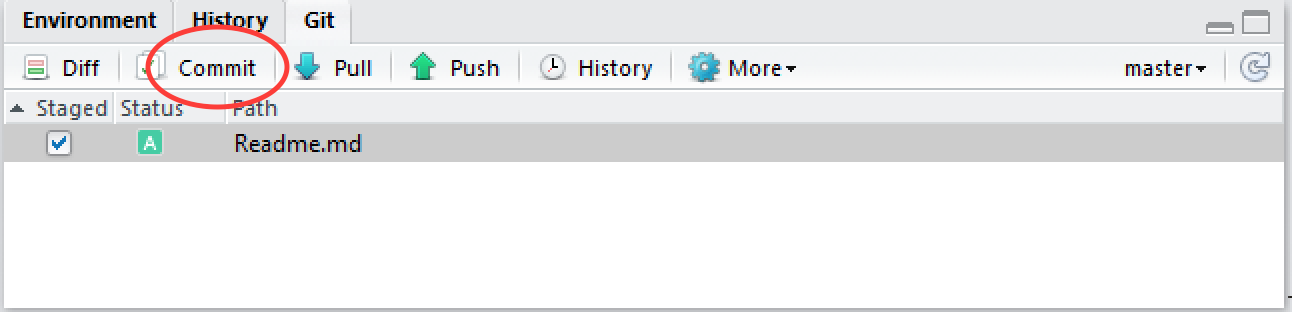 Environment History Git
Diff Commit Pull Push History More master
Staged Status Path
A Readme.md